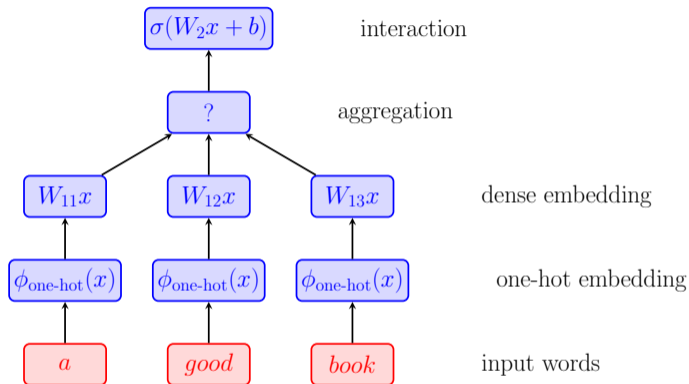 σ(W₂x + b) interaction
? aggregation
W₁₁x W₁₂x W₁₃x dense embedding
ϕone-hot(x) ϕone-hot(x) ϕone-hot(x) one-hot embedding
a good book input words